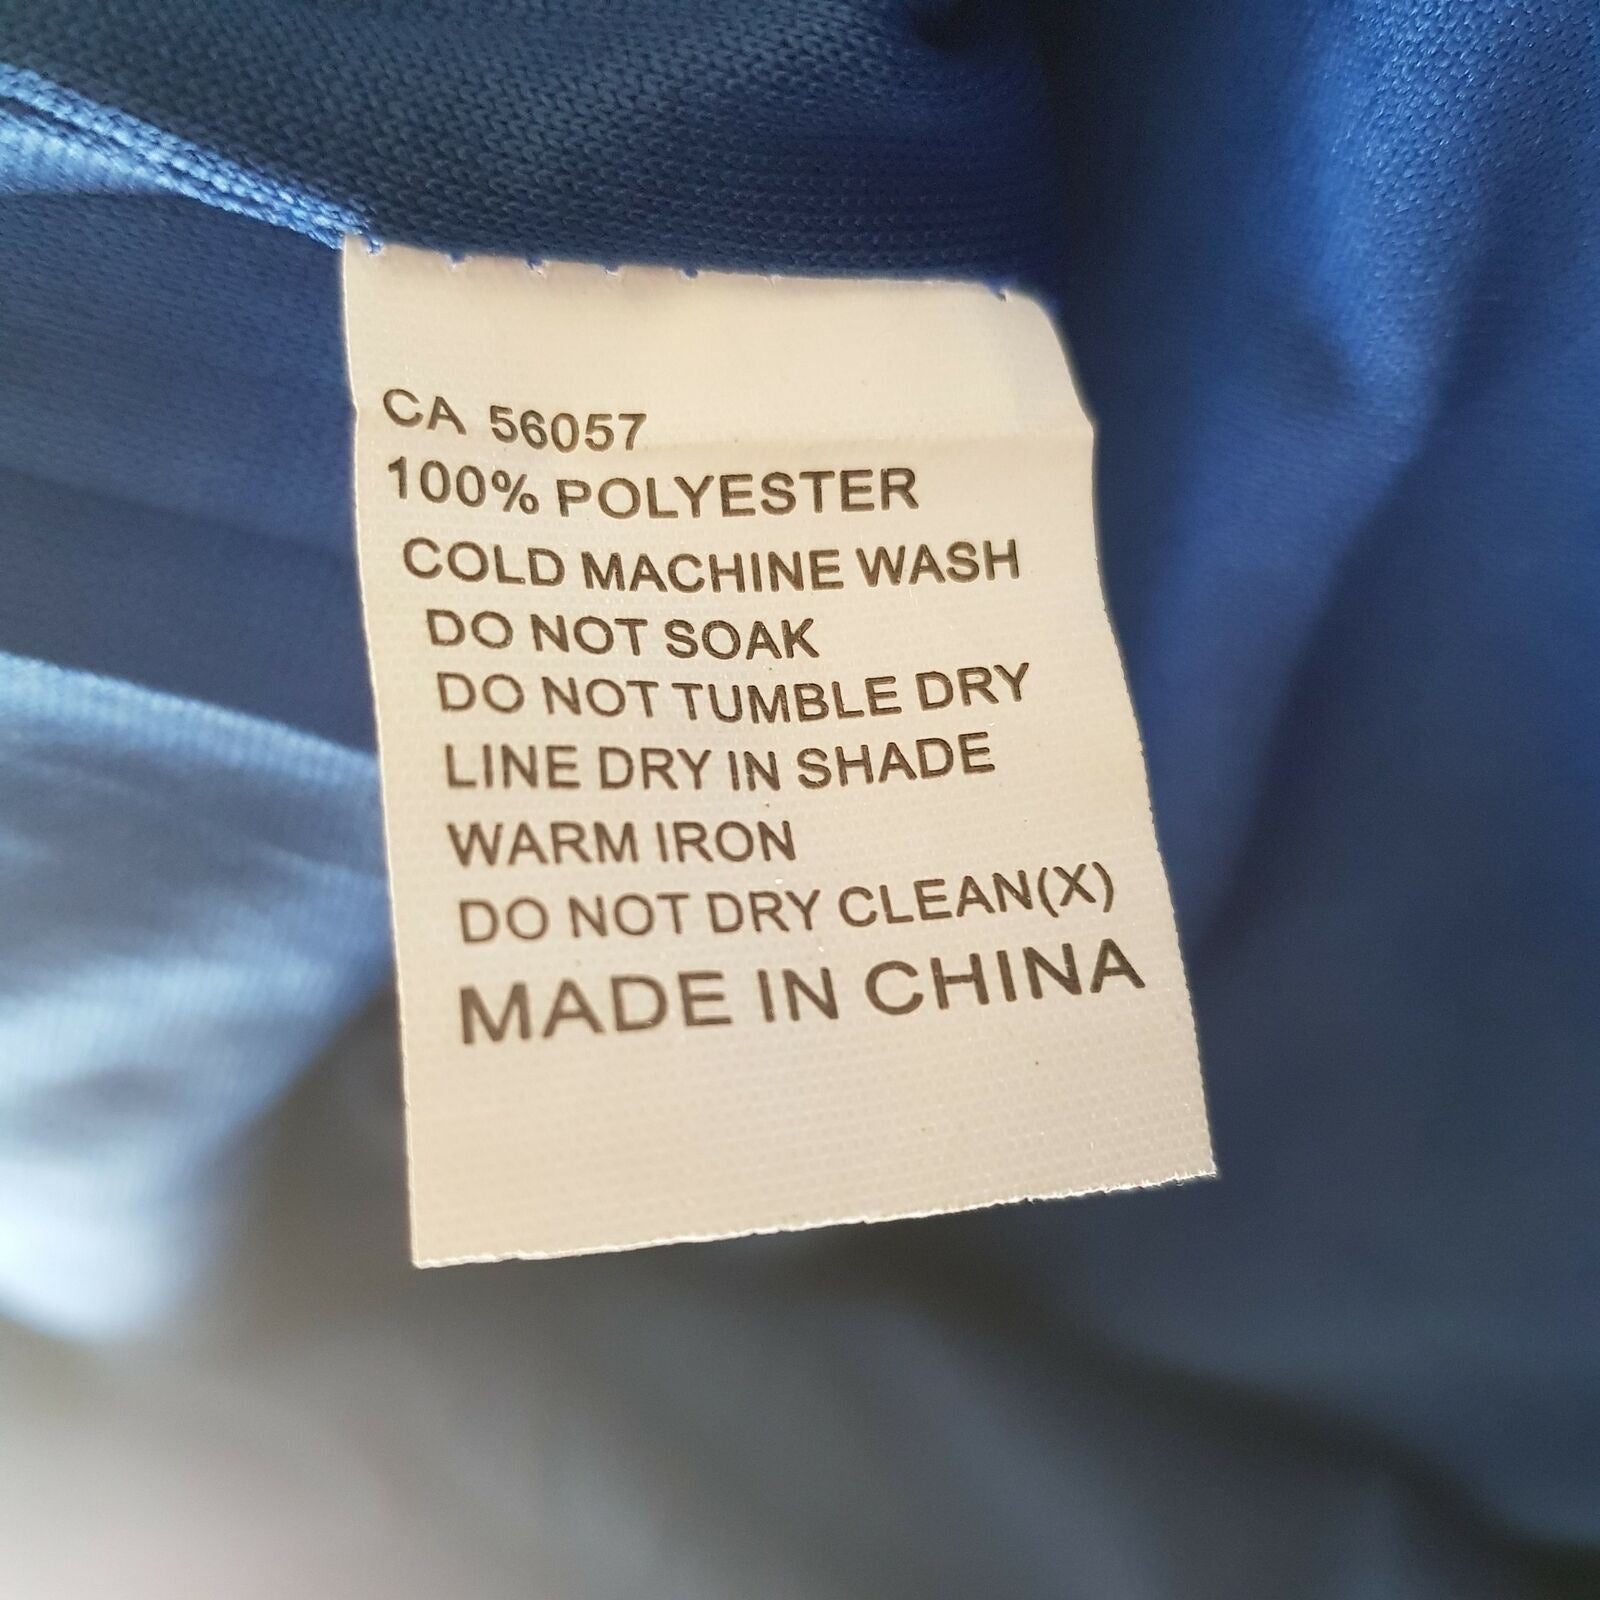 CA 56057
100% POLYESTER
COLD MACHINE WASH
DO NOT SOAK
DO NOT TUMBLE DRY
LINE DRY IN SHADE
WARM IRON
DO NOT DRY CLEAN(X)
MADE IN CHINA